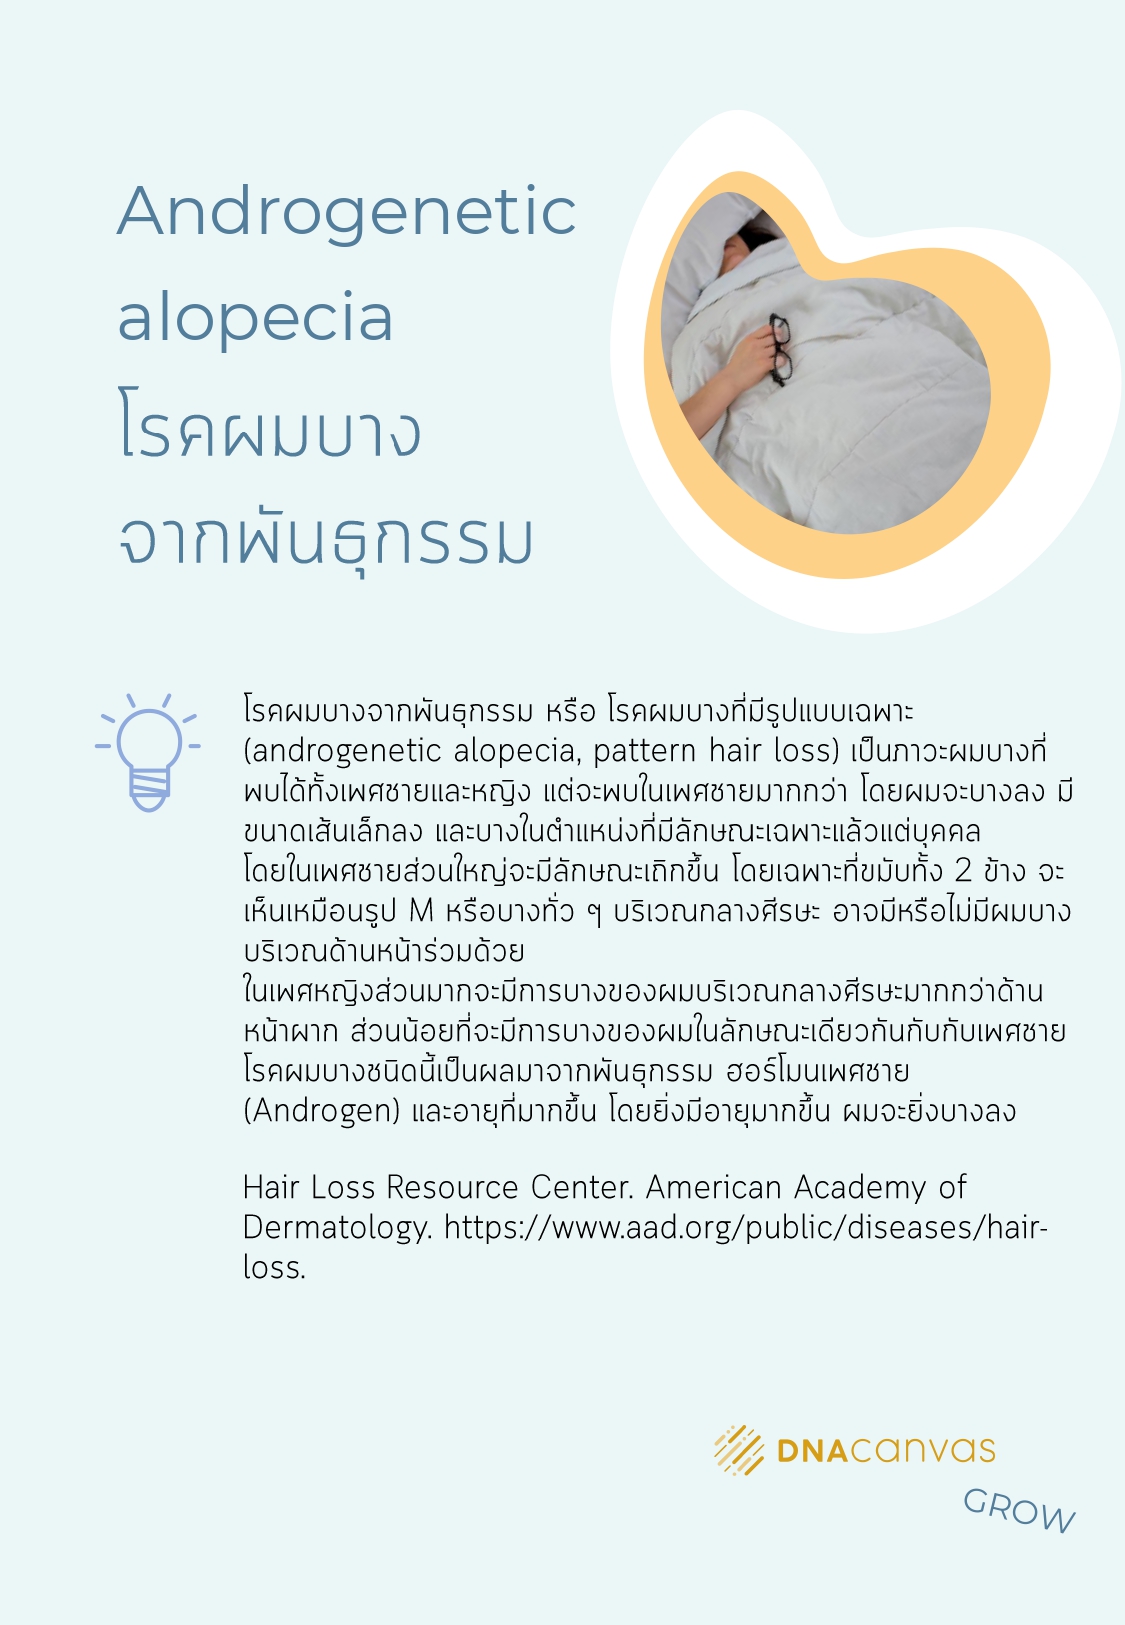 Androgenetic
alopecia
โรคผมบาง
จากพันธุกรรม
โรคผมบางจากพันธุกรรม หรือ โรคผมบางที่มีรูปแบบเฉพาะ
(androgenetic alopecia, pattern hair loss) เป็นภาวะผมบางที่
พบได้ทั้งเพศชายและหญิง แต่จะพบในเพศชายมากกว่า โดยผมจะบางลง มี
ขนาดเส้นเล็กลง และบางในตำแหน่งที่มีลักษณะเฉพาะแล้วแต่บุคคล
โดยในเพศชายส่วนใหญ่จะมีลักษณะเถิกขึ้น โดยเฉพาะที่ขมับทั้ง 2 ข้าง จะ
เห็นเหมือนรูป M หรือบางทั่ว ๆ บริเวณกลางศีรษะ อาจมีหรือไม่มีผมบาง
บริเวณด้านหน้าร่วมด้วย
ในเพศหญิงส่วนมากจะมีการบางของผมบริเวณกลางศีรษะมากกว่าด้าน
หน้าผาก ส่วนน้อยที่จะมีการบางของผมในลักษณะเดียวกันกับกับเพศชาย
โรคผมบางชนิดนี้เป็นผลมาจากพันธุกรรม ฮอร์โมนเพศชาย
(Androgen) และอายุที่มากขึ้น โดยยิ่งมีอายุมากขึ้น ผมจะยิ่งบางลง
Hair Loss Resource Center. American Academy of
Dermatology. https://www.aad.org/public/diseases/hair-
loss.
DNAcanvas
GROW